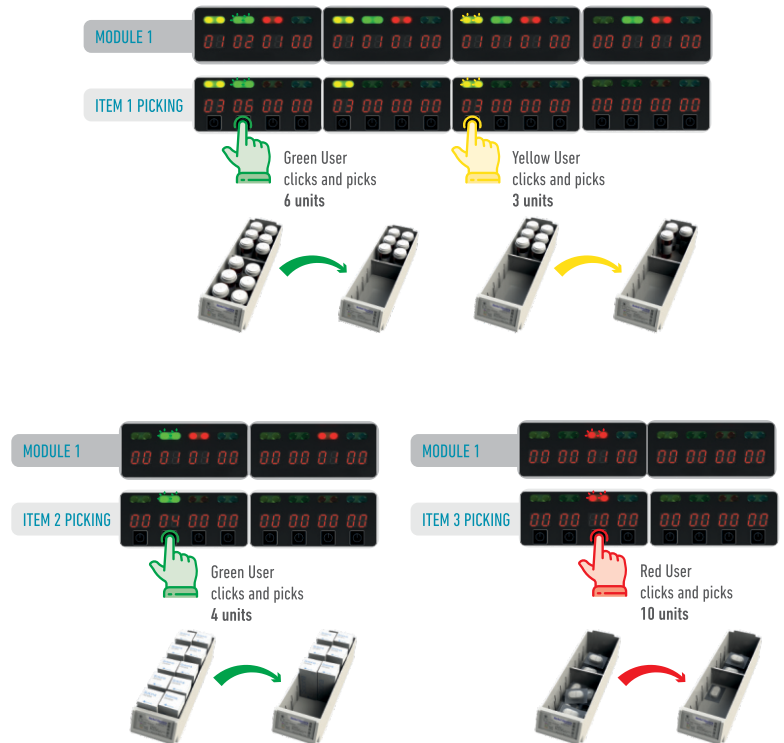 MODULE 1
01 02 01 00
01 01 01 00
01 01 01 00
00 01 01 00
ITEM 1 PICKING
03 06 00 00
03 00 00 00
03 00 00 00
00 00 00 00
Green User
clicks and picks
6 units
Yellow User
clicks and picks
3 units
MODULE 1
00 01 01 00
00 00 01 00
ITEM 2 PICKING
00 04 00 00
00 00 00 00
Green User
clicks and picks
4 units
MODULE 1
00 00 01 00
00 00 00 00
ITEM 3 PICKING
00 00 10 00
00 00 00 00
Red User
clicks and picks
10 units